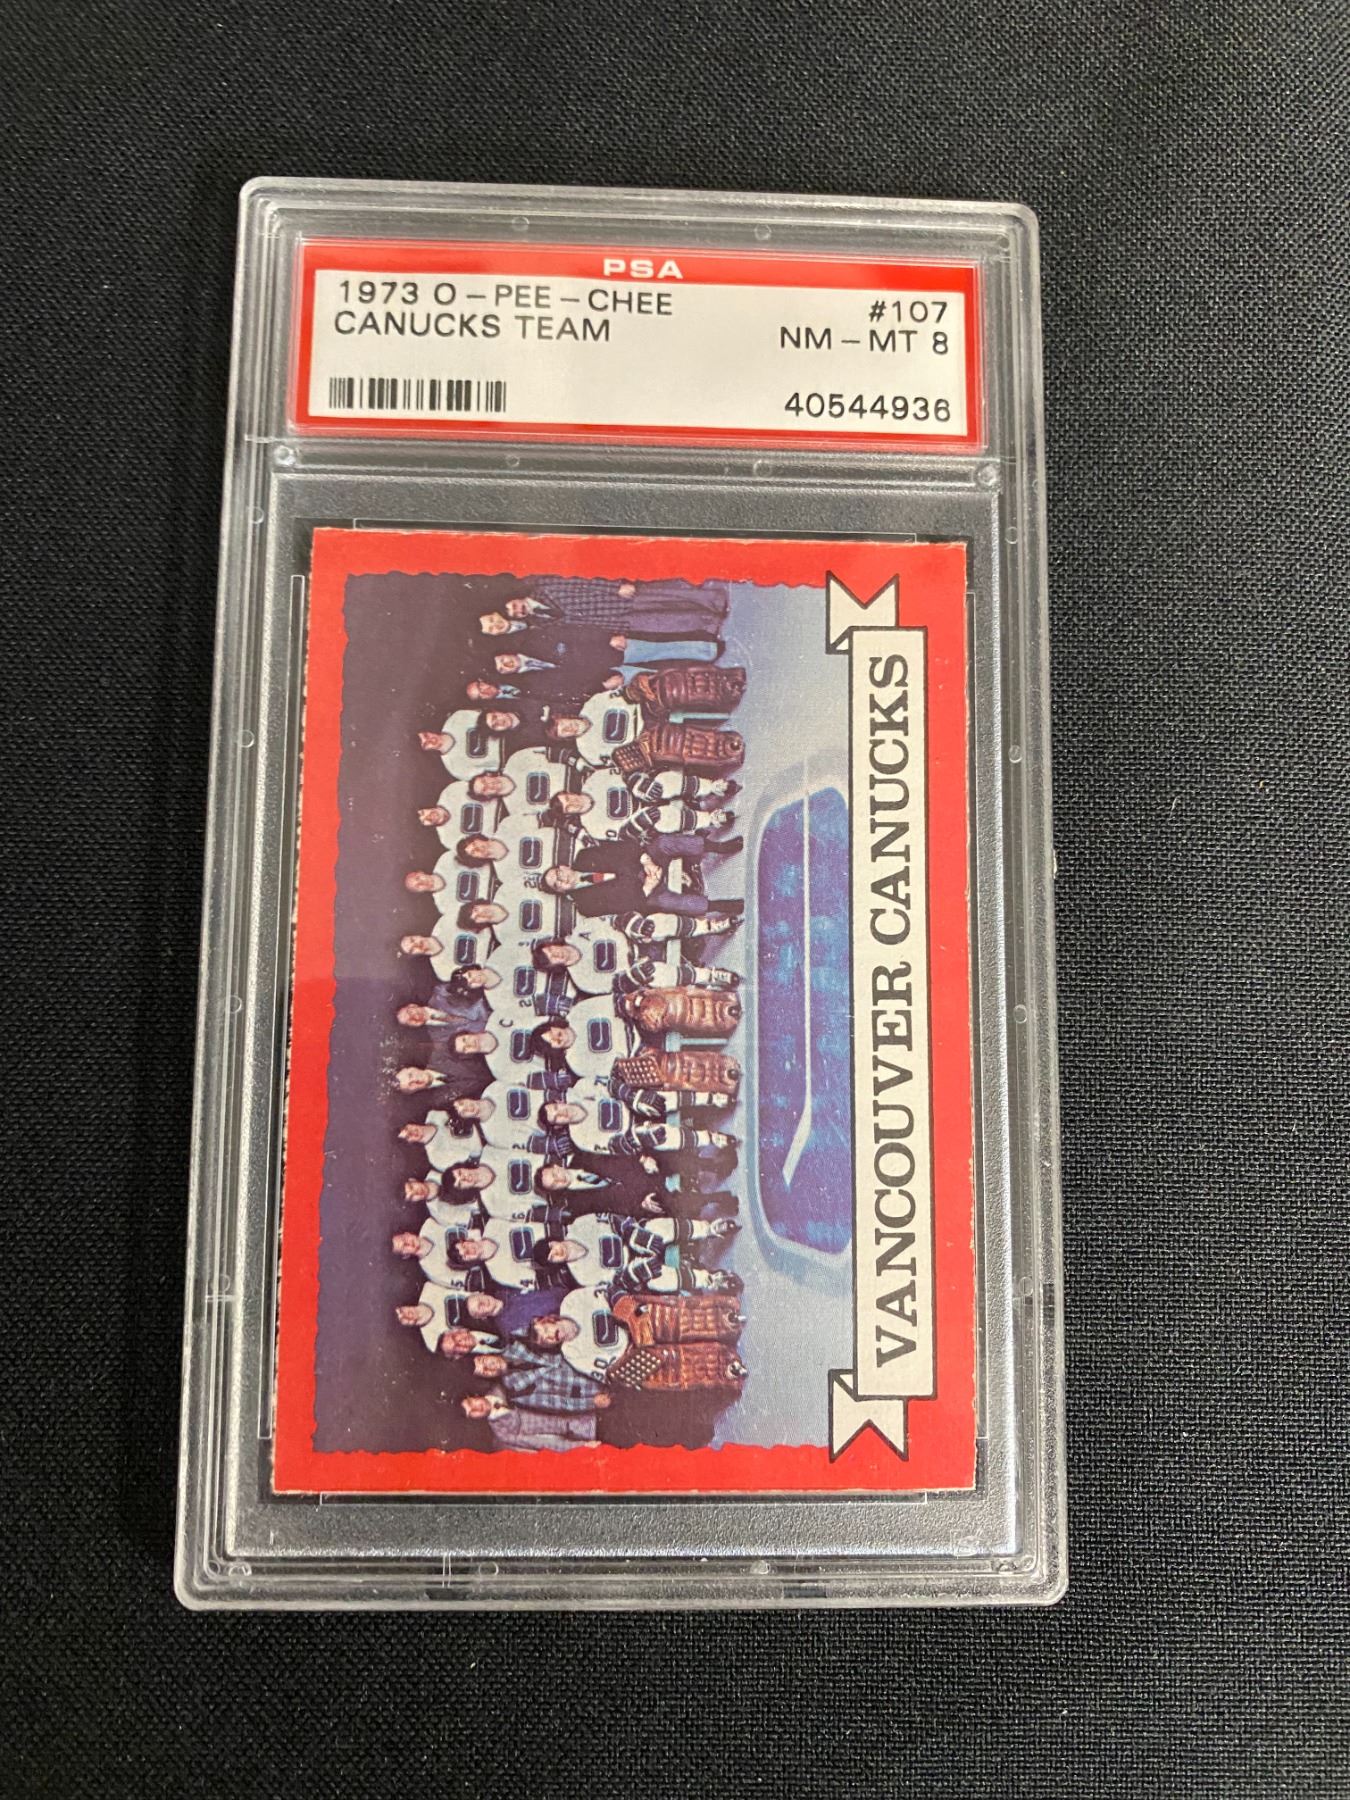 PSA
1973 O-PEE-CHEE #107
CANUCKS TEAM NM-MT 8
40544936
VANCOUVER CANUCKS